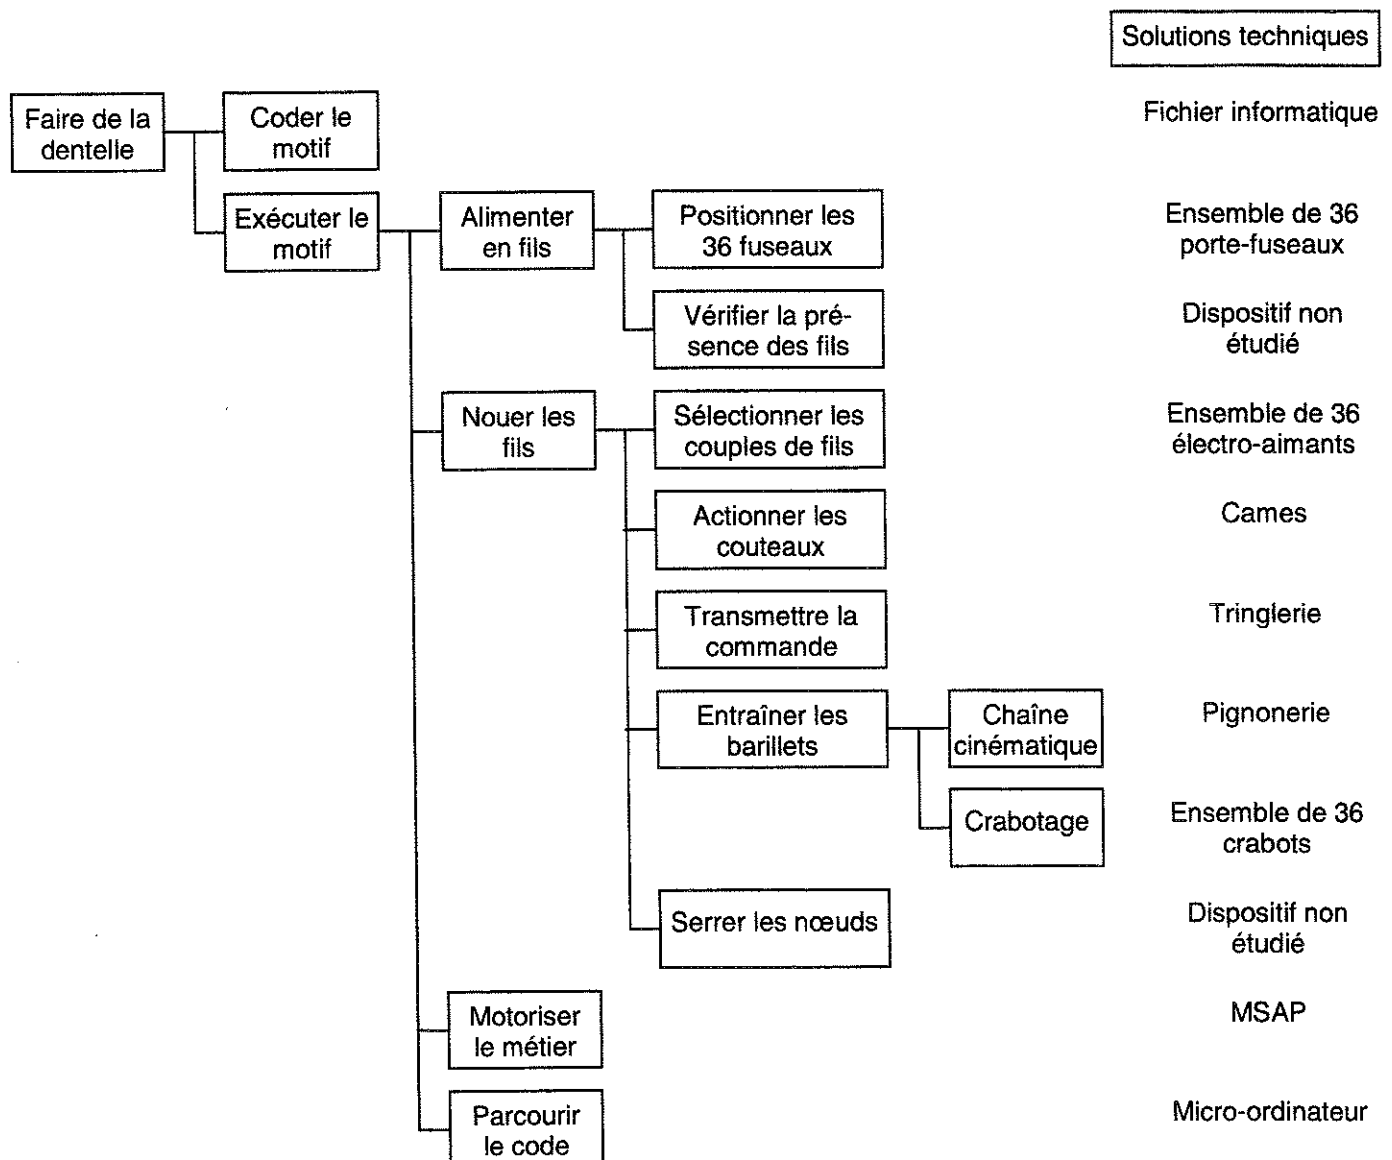 Solutions techniques
Faire de la
dentelle
Coder le
motif
Fichier informatique
Exécuter le
motif
Alimenter
en fils
Positionner les
36 fuseaux
Ensemble de 36
porte-fuseaux
Vérifier la pré-
sence des fils
Dispositif non
étudié
Nouer les
fils
Sélectionner les
couples de fils
Ensemble de 36
électro-aimants
Actionner les
couteaux
Cames
Transmettre la
commande
Tringlerie
Entraîner les
barillets
Chaîne
cinématique
Pignonerie
Crabotage
Ensemble de 36
crabots
Serrer les nœuds
Dispositif non
étudié
Motoriser
le métier
MSAP
Parcourir
le code
Micro-ordinateur